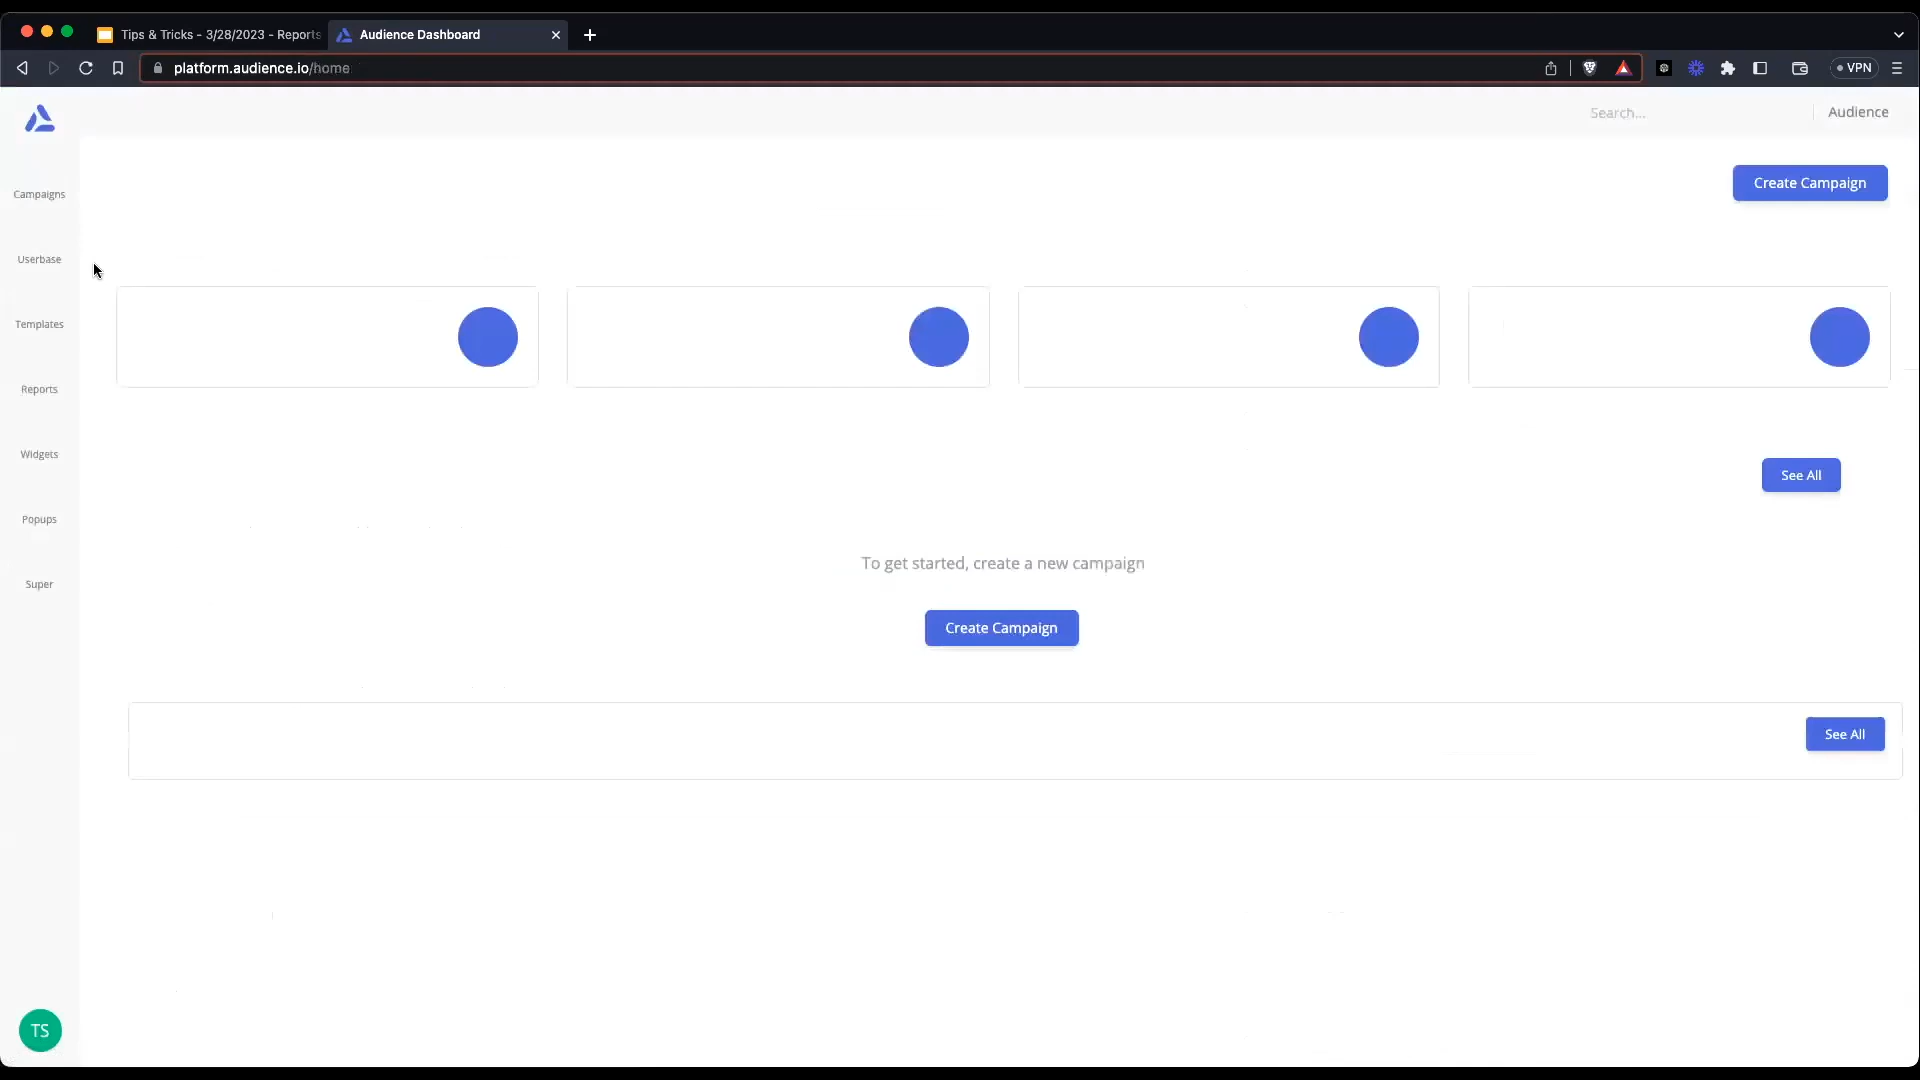 Tips & Tricks - 3/28/2023 - Reports
Audience Dashboard
platform.audience.io/home
VPN
Search...
Audience
Campaigns
Create Campaign
Userbase
Templates
Reports
Widgets
See All
Popups
To get started, create a new campaign
Super
Create Campaign
See All
TS